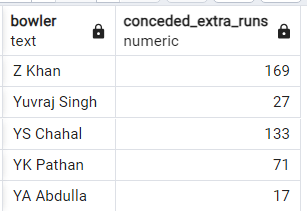 bowler conceded_extra_runs
text numeric
Z Khan 169
Yuvraj Singh 27
YS Chahal 133
YK Pathan 71
YA Abdulla 17